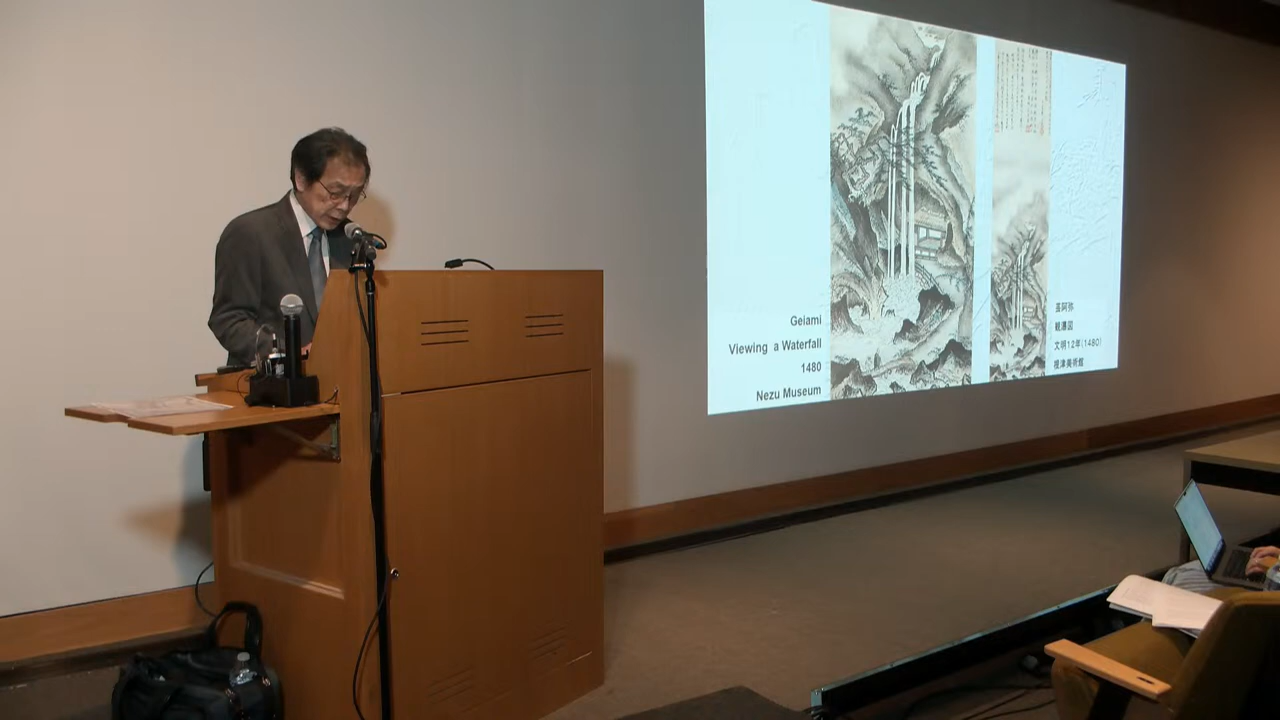 Geiami
Viewing a Waterfall
1480
Nezu Museum
芸阿弥
観瀑図
文明12年(1480)
根津美術館